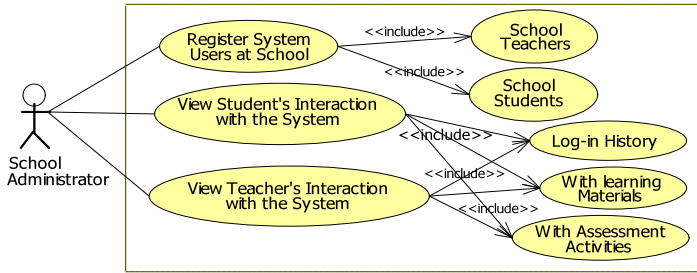 Register System
Users at School
<<include>>
School
Teachers
<<include>>
School
Students
View Student's Interaction
with the System
<<include>>
Log-in History
School
Administrator
View Teacher's Interaction
with the System
<<include>>
With learning
Materials
<<include>>
With Assessment
Activities